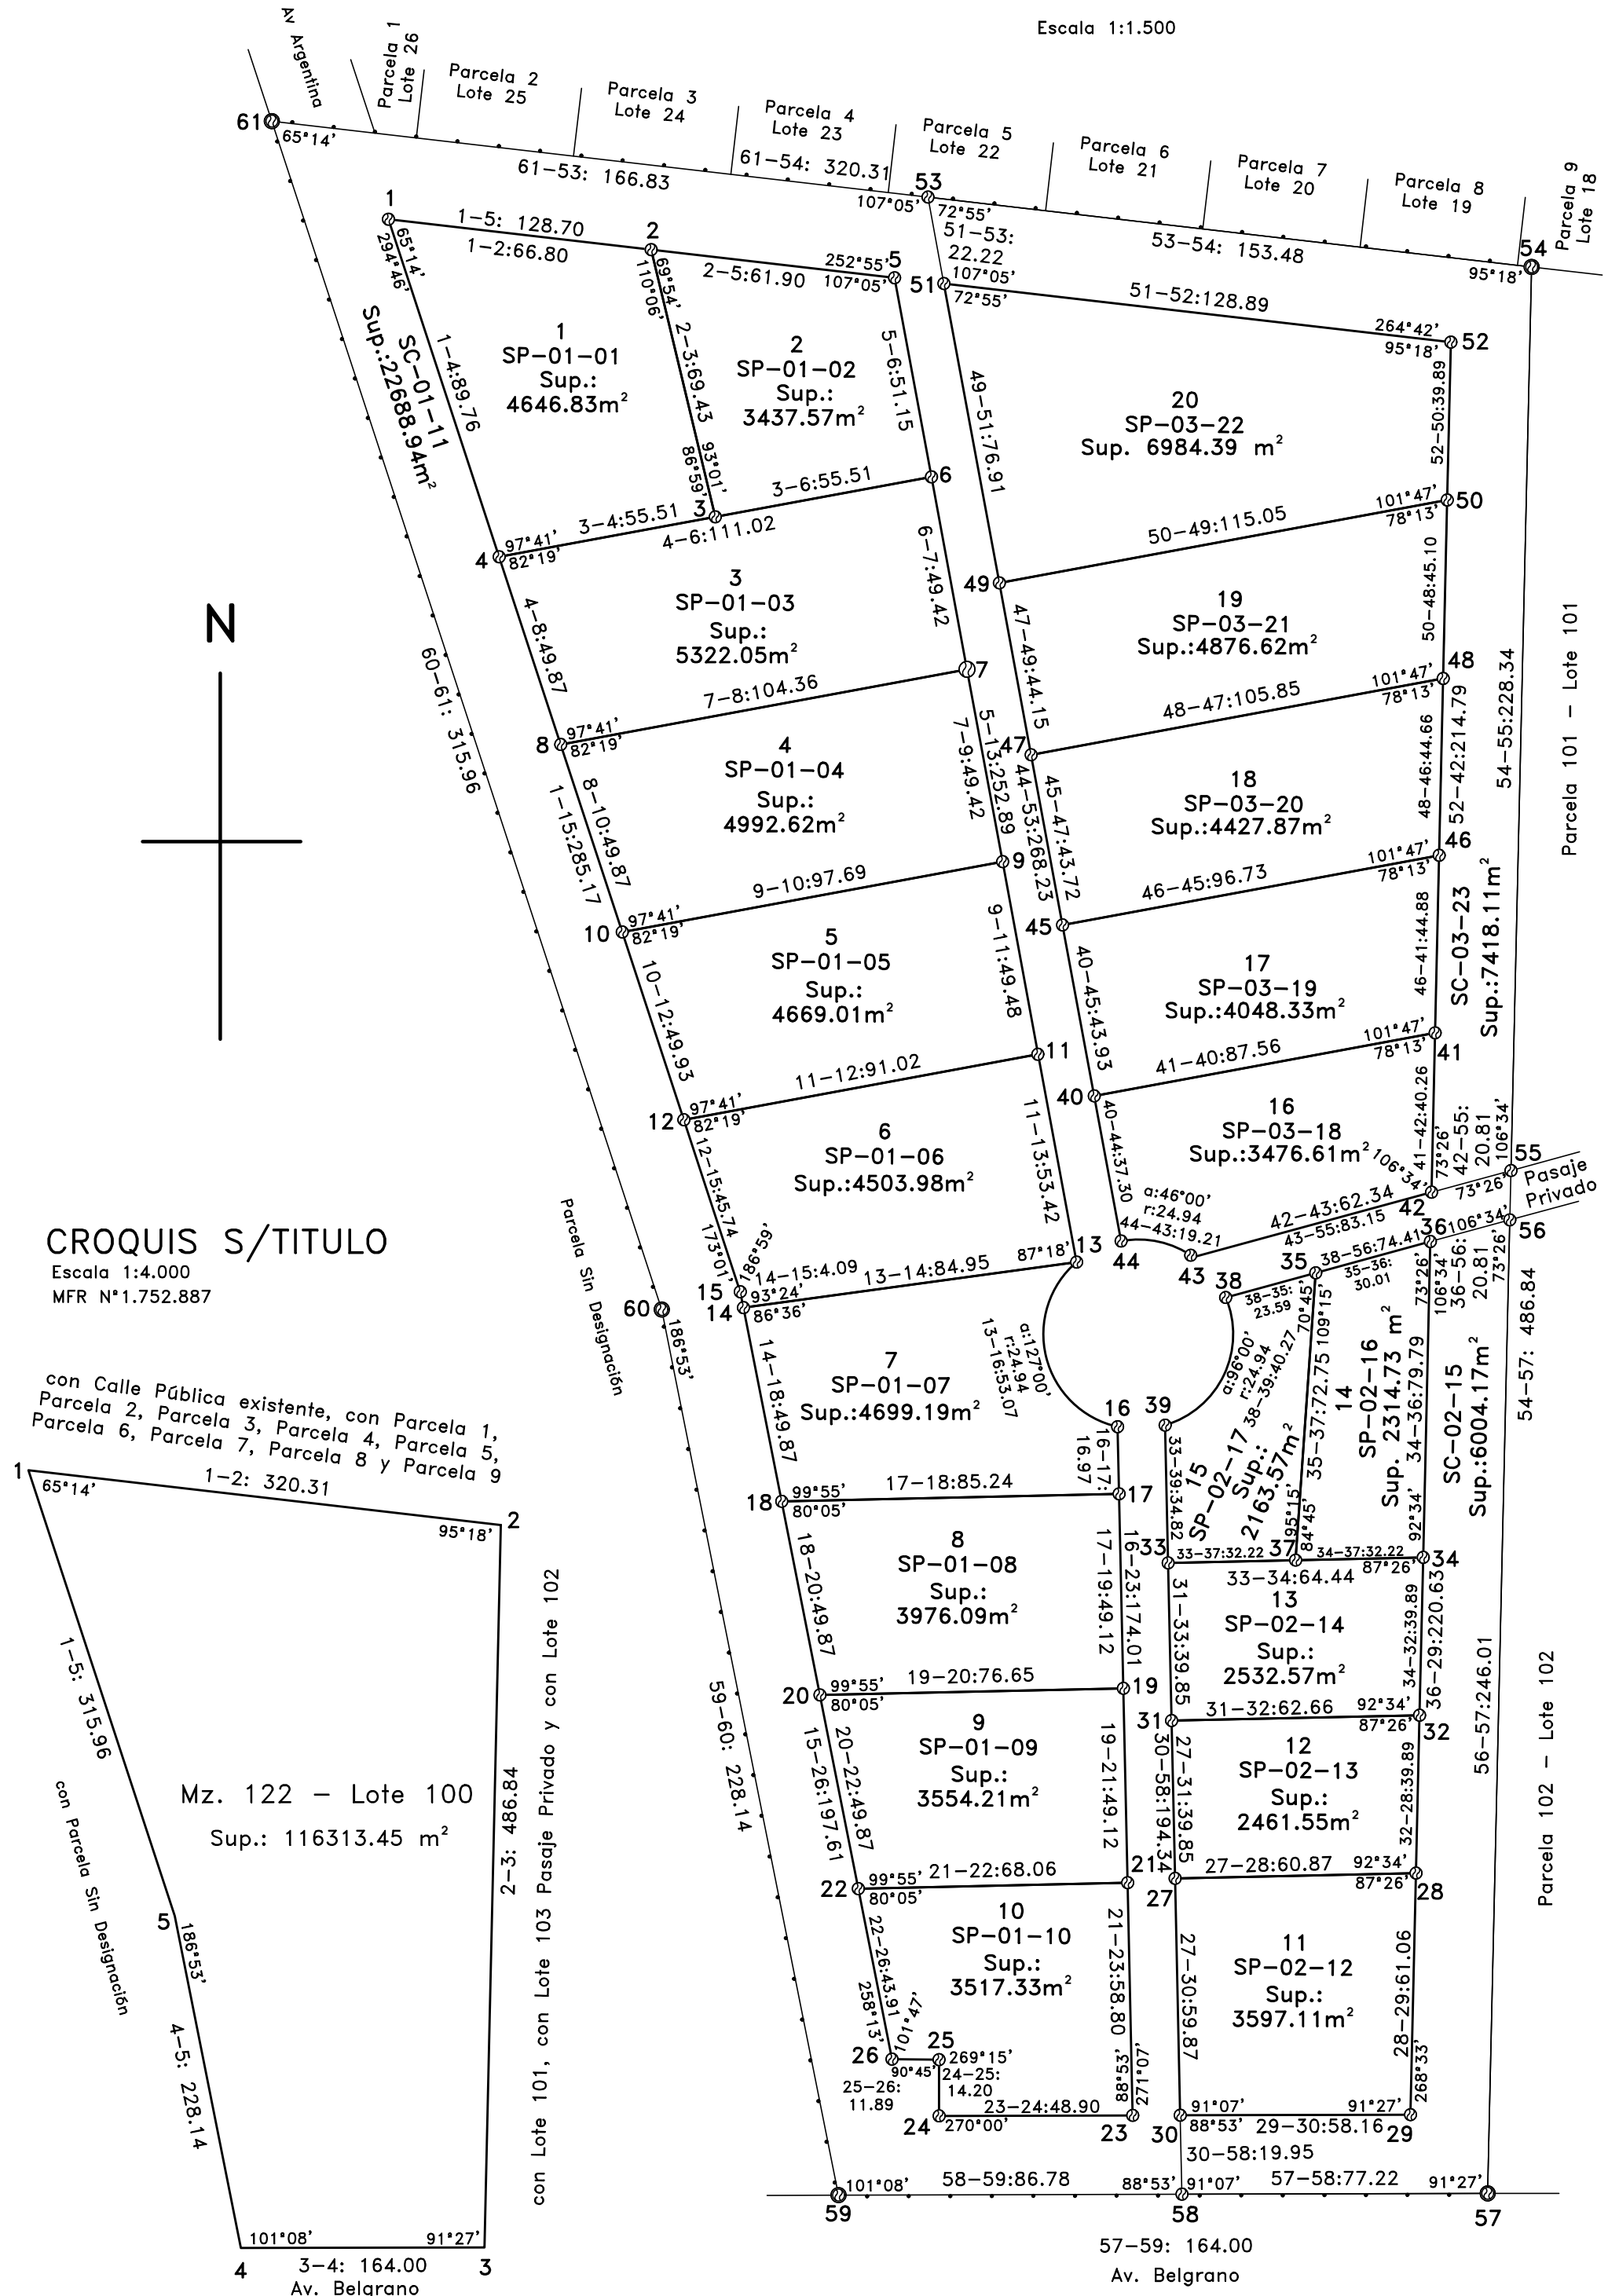 Escala 1:1.500
Av Argentina
Parcela 1
Lote 26
Parcela 2
Lote 25
Parcela 3
Lote 24
Parcela 4
Lote 23
Parcela 5
Lote 22
Parcela 6
Lote 21
Parcela 7
Lote 20
Parcela 8
Lote 19
Parcela 9
Lote 18
61
65°14'
61-53: 166.83
61-54: 320.31
53
107°05'
72°55'
51-53:
22.22
53-54: 153.48
54
95°18'
1
1-5: 128.70
1-2:66.80
65°14'
294°46'
2
69°54'
110°06'
2-5:61.90
252°55'
107°05'
5
51
107°05'
72°55'
51-52:128.89
264°42'
95°18'
52
SC-01-11
Sup.:22688.94m²
1-4:89.76
1
SP-01-01
Sup.:
4646.83m²
2-3:69.43
93°01'
86°59'
2
SP-01-02
Sup.:
3437.57m²
5-6:51.15
49-51:76.91
20
SP-03-22
Sup. 6984.39 m²
52-50:39.89
3
3-4:55.51
3-6:55.51
4-6:111.02
6
4
97°41'
82°19'
50-49:115.05
101°47'
78°13'
50
49
N
3
SP-01-03
Sup.:
5322.05m²
4-8:49.87
6-7:49.42
47-49:44.15
19
SP-03-21
Sup.:4876.62m²
50-48:45.10
Parcela 101 - Lote 101
54-55:228.34
60-61: 315.96
7-8:104.36
7
8
97°41'
82°19'
48-47:105.85
101°47'
78°13'
48
47
4
SP-01-04
Sup.:
4992.62m²
8-10:49.87
1-15:285.17
7-9:49.42
5-13:252.89
44-53:268.23
45-47:43.72
18
SP-03-20
Sup.:4427.87m²
48-46:44.66
52-42:214.79
9-10:97.69
9
10
97°41'
82°19'
46-45:96.73
101°47'
78°13'
46
45
5
SP-01-05
Sup.:
4669.01m²
10-12:49.93
9-11:49.48
40-45:43.93
17
SP-03-19
Sup.:4048.33m²
46-41:44.88
SC-03-23
Sup.:7418.11m²
11-12:91.02
11
12
97°41'
82°19'
41-40:87.56
101°47'
78°13'
41
40
6
SP-01-06
Sup.:4503.98m²
12-15:45.74
11-13:53.42
40-44:37.30
16
SP-03-18
Sup.:3476.61m²
106°34'
41-42:40.26
73°26'
42-55:
20.81
106°34'
73°26'
55
Pasaje
Privado
56
a:46°00'
r:24.94
44-43:19.21
44
43
42-43:62.34
43-55:83.15
42
173°01'
186°59'
15
14
14-15:4.09
93°24'
86°36'
13-14:84.95
87°18'
13
38
38-35:
23.59
35
38-56:74.41
35-36:
30.01
36
106°34'
73°26'
Parcela Sin Designación
60
186°53'
14-18:49.87
7
SP-01-07
Sup.:4699.19m²
a:127°00'
r:24.94
13-16:53.07
a:96°00'
r:24.94
38-39:40.27
70°45'
109°15'
35-37:72.75
14
SP-02-16
Sup. 2314.73 m²
73°26'
106°34'
36-56:
20.81
34-36:79.79
SC-02-15
Sup.:6004.17m²
54-57: 486.84
16
39
16-17:
16.97
33-39:34.82
15
SP-02-17
Sup.:
2163.57m²
95°15'
84°45'
92°34'
87°26'
18
99°55'
80°05'
17-18:85.24
17
33
33-37:32.22
37
34-37:32.22
33-34:64.44
34
8
SP-01-08
Sup.:
3976.09m²
18-20:49.87
17-19:49.12
16-23:174.01
31-33:39.85
13
SP-02-14
Sup.:
2532.57m²
34-32:39.89
36-29:220.63
56-57:246.01
Parcela 102 - Lote 102
20
99°55'
80°05'
19-20:76.65
19
31
31-32:62.66
92°34'
87°26'
32
59-60: 228.14
9
SP-01-09
Sup.:
3554.21m²
20-22:49.87
15-26:197.61
19-21:49.12
30-58:194.34
27-31:39.85
12
SP-02-13
Sup.:
2461.55m²
32-28:39.89
22
99°55'
80°05'
21-22:68.06
21
27
27-28:60.87
92°34'
87°26'
28
10
SP-01-10
Sup.:
3517.33m²
22-26:43.91
258°13'
101°47'
21-23:58.80
27-30:59.87
11
SP-02-12
Sup.:
3597.11m²
28-29:61.06
268°33'
26
90°45'
25
269°15'
25-26:
11.89
24-25:
14.20
24
270°00'
23-24:48.90
88°53'
271°07'
23
30
91°07'
88°53'
91°27'
29-30:58.16
29
30-58:19.95
59
101°08'
58-59:86.78
88°53'
91°07'
58
57-58:77.22
91°27'
57
57-59: 164.00
Av. Belgrano
CROQUIS S/TITULO
Escala 1:4.000
MFR N°1.752.887
con Calle Pública existente, con Parcela 1,
Parcela 2, Parcela 3, Parcela 4, Parcela 5,
Parcela 6, Parcela 7, Parcela 8 y Parcela 9
1
65°14'
1-2: 320.31
95°18'
2
1-5: 315.96
Mz. 122 - Lote 100
Sup.: 116313.45 m²
2-3: 486.84
con Lote 101, con Lote 103 Pasaje Privado y con Lote 102
con Parcela Sin Designación
5
186°53'
4-5: 228.14
101°08'
91°27'
4
3-4: 164.00
3
Av. Belgrano